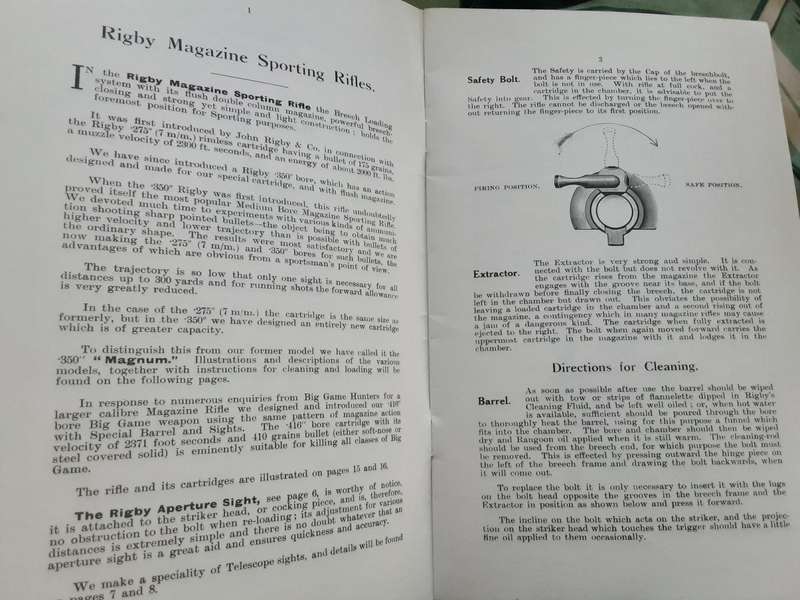 1
Rigby Magazine Sporting Rifles.
IN the Rigby Magazine Sporting Rifle the Breech Loading
system with its flush double column magazine, powerful breech-
closing and strong yet simple and light construction; holds the
foremost position for Sporting purposes.
It was first introduced by John Rigby & Co. in connection with
the Rigby ·275" (7 m/m.) rimless cartridge having a bullet of 175 grains,
a muzzle velocity of 2300 ft. seconds, and an energy of about 2000 ft. lbs.
We have since introduced a Rigby ·350" bore, which has an action
designed and made for our special cartridge, and with flush magazine.
When the ·350" Rigby was first introduced, this rifle undoubtedly
proved itself the most popular Medium Bore Magazine Sporting Rifle.
We devoted much time to experiments with various kinds of ammuni-
tion shooting sharp pointed bullets—the object being to obtain much
higher velocity and lower trajectory than is possible with bullets of
the ordinary shape. The results were most satisfactory and we are
now making the ·275" (7 m/m.) and ·350" bores for such bullets, the
advantages of which are obvious from a sportsman's point of view.
The trajectory is so low that only one sight is necessary for all
distances up to 300 yards and for running shots the forward allowance
is very greatly reduced.
In the case of the ·275" (7 m/m.) the cartridge is the same size as
formerly, but in the ·350" we have designed an entirely new cartridge
which is of greater capacity.
To distinguish this from our former model we have called it the
·350" "Magnum." Illustrations and descriptions of the various
models, together with instructions for cleaning and loading will be
found on the following pages.
In response to numerous enquiries from Big Game Hunters for a
larger calibre Magazine Rifle we designed and introduced our ·416"
bore Big Game weapon using the same pattern of magazine action
with Special Barrel and Sights. The ·416" bore cartridge with its
velocity of 2371 foot seconds and 410 grains bullet (either soft-nose or
steel covered solid) is eminently suitable for killing all classes of Big
Game.
The rifle and its cartridges are illustrated on pages 15 and 16.
The Rigby Aperture Sight, see page 6, is worthy of notice,
it is attached to the striker head, or cocking piece, and is, therefore,
no obstruction to the bolt when re-loading; its adjustment for various
distances is extremely simple and there is no doubt whatever that an
aperture sight is a great aid and ensures quickness and accuracy.
We make a speciality of Telescope sights, and details will be found
pages 7 and 8.
3
Safety Bolt. The Safety is carried by the Cap of the breechbolt,
and has a finger-piece which lies to the left when the
bolt is not in use. With rifle at full cock, and a
cartridge in the chamber, it is advisable to put the
Safety into gear. This is effected by turning the finger-piece over to
the right. The rifle cannot be discharged or the breech opened with-
out returning the finger-piece to its first position.
FIRING POSITION. SAFE POSITION.
Extractor. The Extractor is very strong and simple. It is con-
nected with the bolt but does not revolve with it. As
the cartridge rises from the magazine the Extractor
engages with the groove near its base, and if the bolt
be withdrawn before finally closing the breech, the cartridge is not
left in the chamber but drawn out. This obviates the possibility of
leaving a loaded cartridge in the chamber and a second rising out of
the magazine, a contingency which in many magazine rifles may cause
a jam of a dangerous kind. The cartridge when fully extracted is
ejected to the right. The bolt when again moved forward carries the
uppermost cartridge in the magazine with it and lodges it in the
chamber.
Directions for Cleaning.
Barrel. As soon as possible after use the barrel should be wiped
out with tow or strips of flannelette dipped in Rigby's
Cleaning Fluid, and be left well oiled; or, when hot water
is available, sufficient should be poured through the bore
to thoroughly heat the barrel, using for this purpose a funnel which
fits into the chamber. The bore and chamber should then be wiped
dry and Rangoon oil applied when it is still warm. The cleaning-rod
should be used from the breech end, for which purpose the bolt must
be removed. This is effected by pressing outward the hinge piece on
the left of the breech frame and drawing the bolt backwards, when
it will come out.
To replace the bolt it is only necessary to insert it with the lugs
on the bolt head opposite the grooves in the breech frame and the
Extractor in position as shown below and press it forward.
The incline on the bolt which acts on the striker, and the projec-
tion on the striker head which touches the trigger should have a little
fine oil applied to them occasionally.